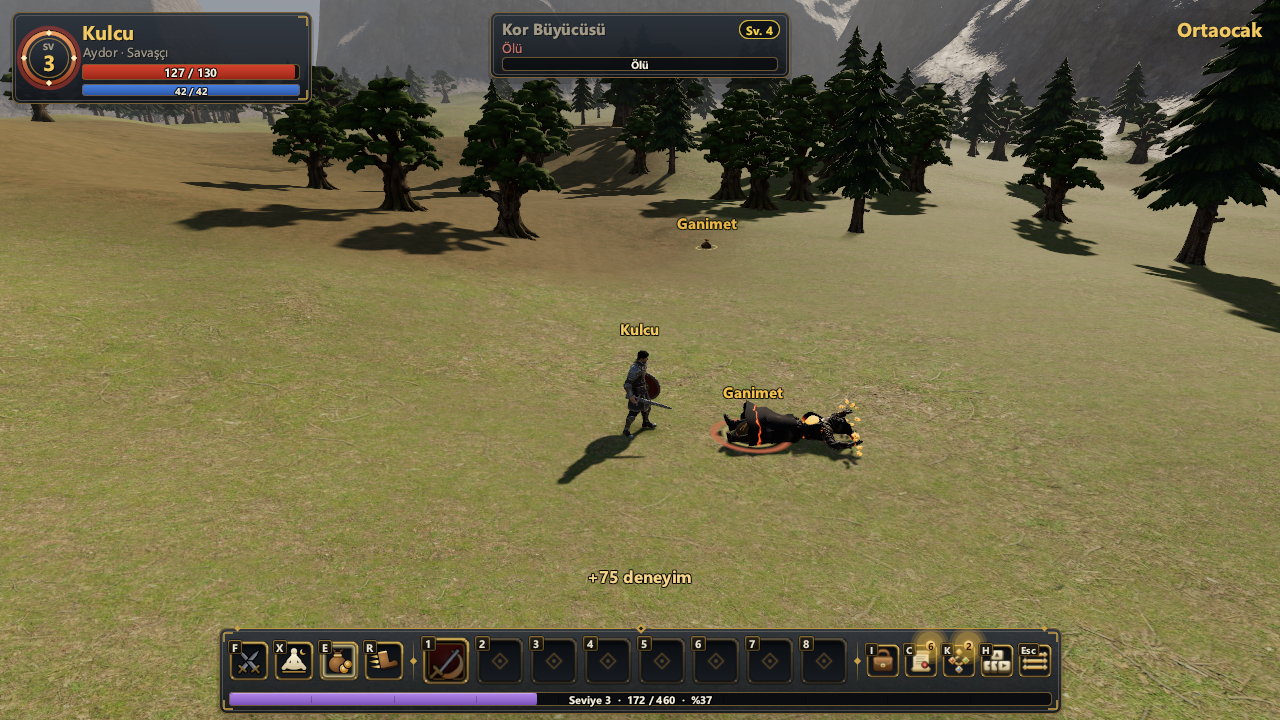 SV
3
Kulcu
Aydor · Savaşçı
127 / 130
42 / 42
Kor Büyücüsü
Sv. 4
Ölü
Ölü
Ortaocak
Ganimet
Kulcu
Ganimet
+75 deneyim
F
X
E
R
1
2
3
4
5
6
7
8
I
C
6
K
2
H
Esc
Seviye 3 · 172 / 460 · %37